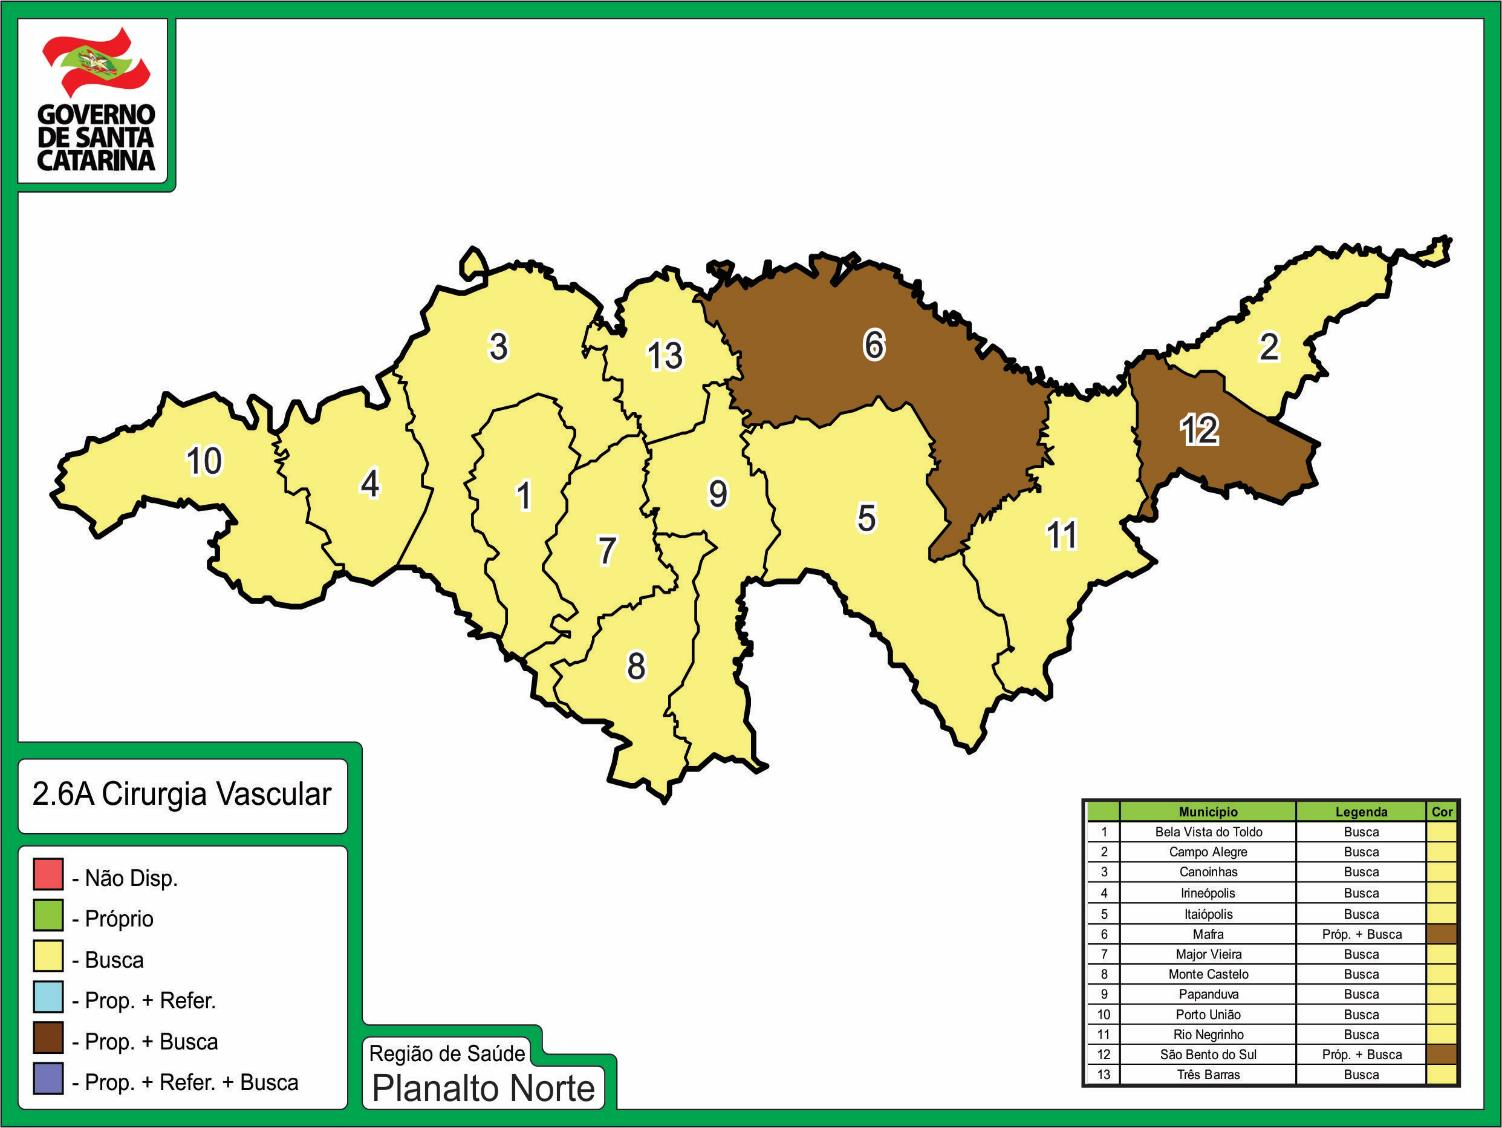 GOVERNO
DE SANTA
CATARINA
3
13
6
2
10
4
1
9
5
12
7
11
8
2.6A Cirurgia Vascular
- Não Disp.
- Próprio
- Busca
- Prop. + Refer.
- Prop. + Busca
- Prop. + Refer. + Busca
Região de Saúde
Planalto Norte
Município Legenda Cor
1 Bela Vista do Toldo Busca
2 Campo Alegre Busca
3 Canoinhas Busca
4 Irineópolis Busca
5 Itaiópolis Busca
6 Mafra Próp. + Busca
7 Major Vieira Busca
8 Monte Castelo Busca
9 Papanduva Busca
10 Porto União Busca
11 Rio Negrinho Busca
12 São Bento do Sul Próp. + Busca
13 Três Barras Busca